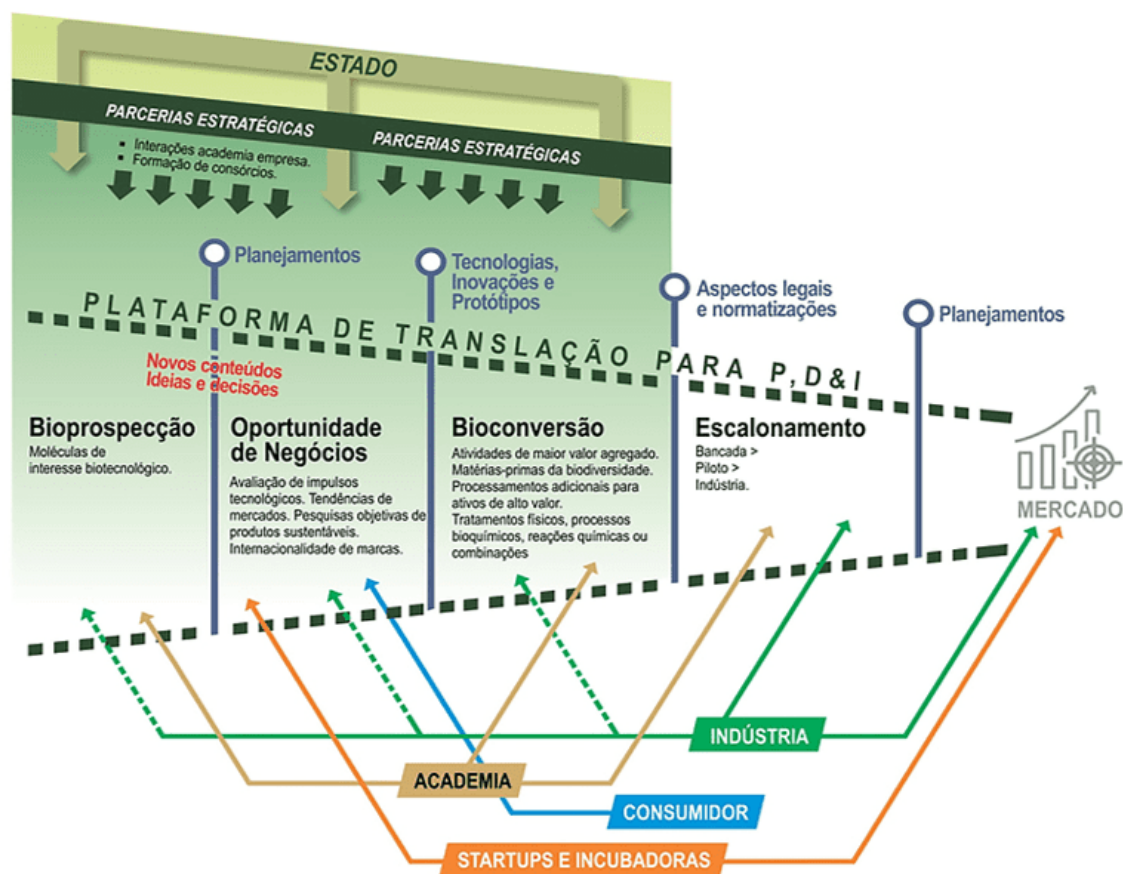 ESTADO
PARCERIAS ESTRATÉGICAS
▪ Interações academia empresa.
▪ Formação de consórcios.
PARCERIAS ESTRATÉGICAS
Planejamentos
Tecnologias,
Inovações e
Protótipos
Aspectos legais
e normatizações
Planejamentos
PLATAFORMA DE TRANSLAÇÃO PARA P,D&I
Novos conteúdos
Ideias e decisões
Bioprospecção
Moléculas de
interesse biotecnológico.
Oportunidade
de Negócios
Avaliação de impulsos
tecnológicos. Tendências de
mercados. Pesquisas objetivas de
produtos sustentáveis.
Internacionalidade de marcas.
Bioconversão
Atividades de maior valor agregado.
Matérias-primas da biodiversidade.
Processamentos adicionais para
ativos de alto valor.
Tratamentos físicos, processos
bioquímicos, reações químicas ou
combinações
Escalonamento
Bancada >
Piloto >
Indústria.
MERCADO
INDÚSTRIA
ACADEMIA
CONSUMIDOR
STARTUPS E INCUBADORAS